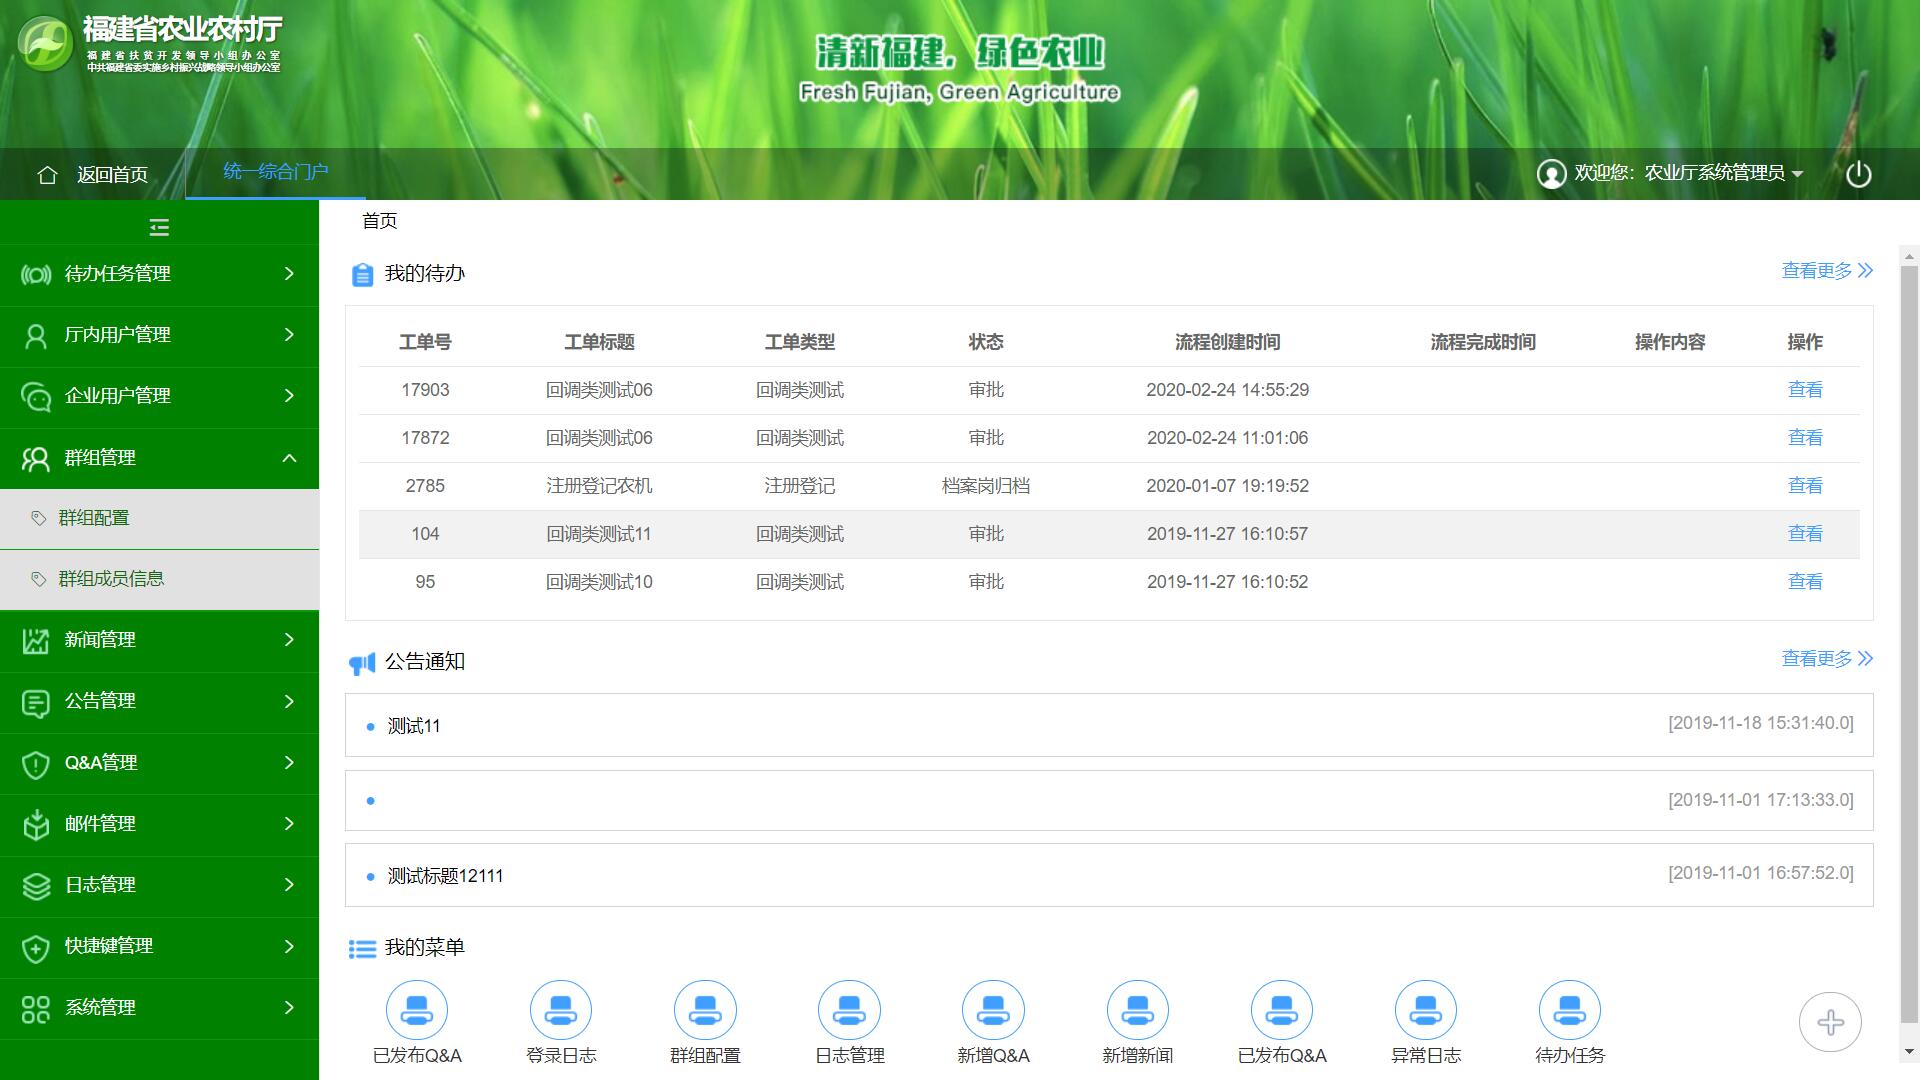 福建省农业农村厅
福建省扶贫开发领导小组办公室
中共福建省委实施乡村振兴战略领导小组办公室
清新福建，绿色农业
Fresh Fujian, Green Agriculture
返回首页
统一综合门户
欢迎您：农业厅系统管理员
待办任务管理
厅内用户管理
企业用户管理
群组管理
群组配置
群组成员信息
新闻管理
公告管理
Q&A管理
邮件管理
日志管理
快捷键管理
系统管理
首页
我的待办
查看更多
工单号 工单标题 工单类型 状态 流程创建时间 流程完成时间 操作内容 操作
17903 回调类测试06 回调类测试 审批 2020-02-24 14:55:29 查看
17872 回调类测试06 回调类测试 审批 2020-02-24 11:01:06 查看
2785 注册登记农机 注册登记 档案岗归档 2020-01-07 19:19:52 查看
104 回调类测试11 回调类测试 审批 2019-11-27 16:10:57 查看
95 回调类测试10 回调类测试 审批 2019-11-27 16:10:52 查看
公告通知
查看更多
测试11 [2019-11-18 15:31:40.0]
[2019-11-01 17:13:33.0]
测试标题12111 [2019-11-01 16:57:52.0]
我的菜单
已发布Q&A 登录日志 群组配置 日志管理 新增Q&A 新增新闻 已发布Q&A 异常日志 待办任务